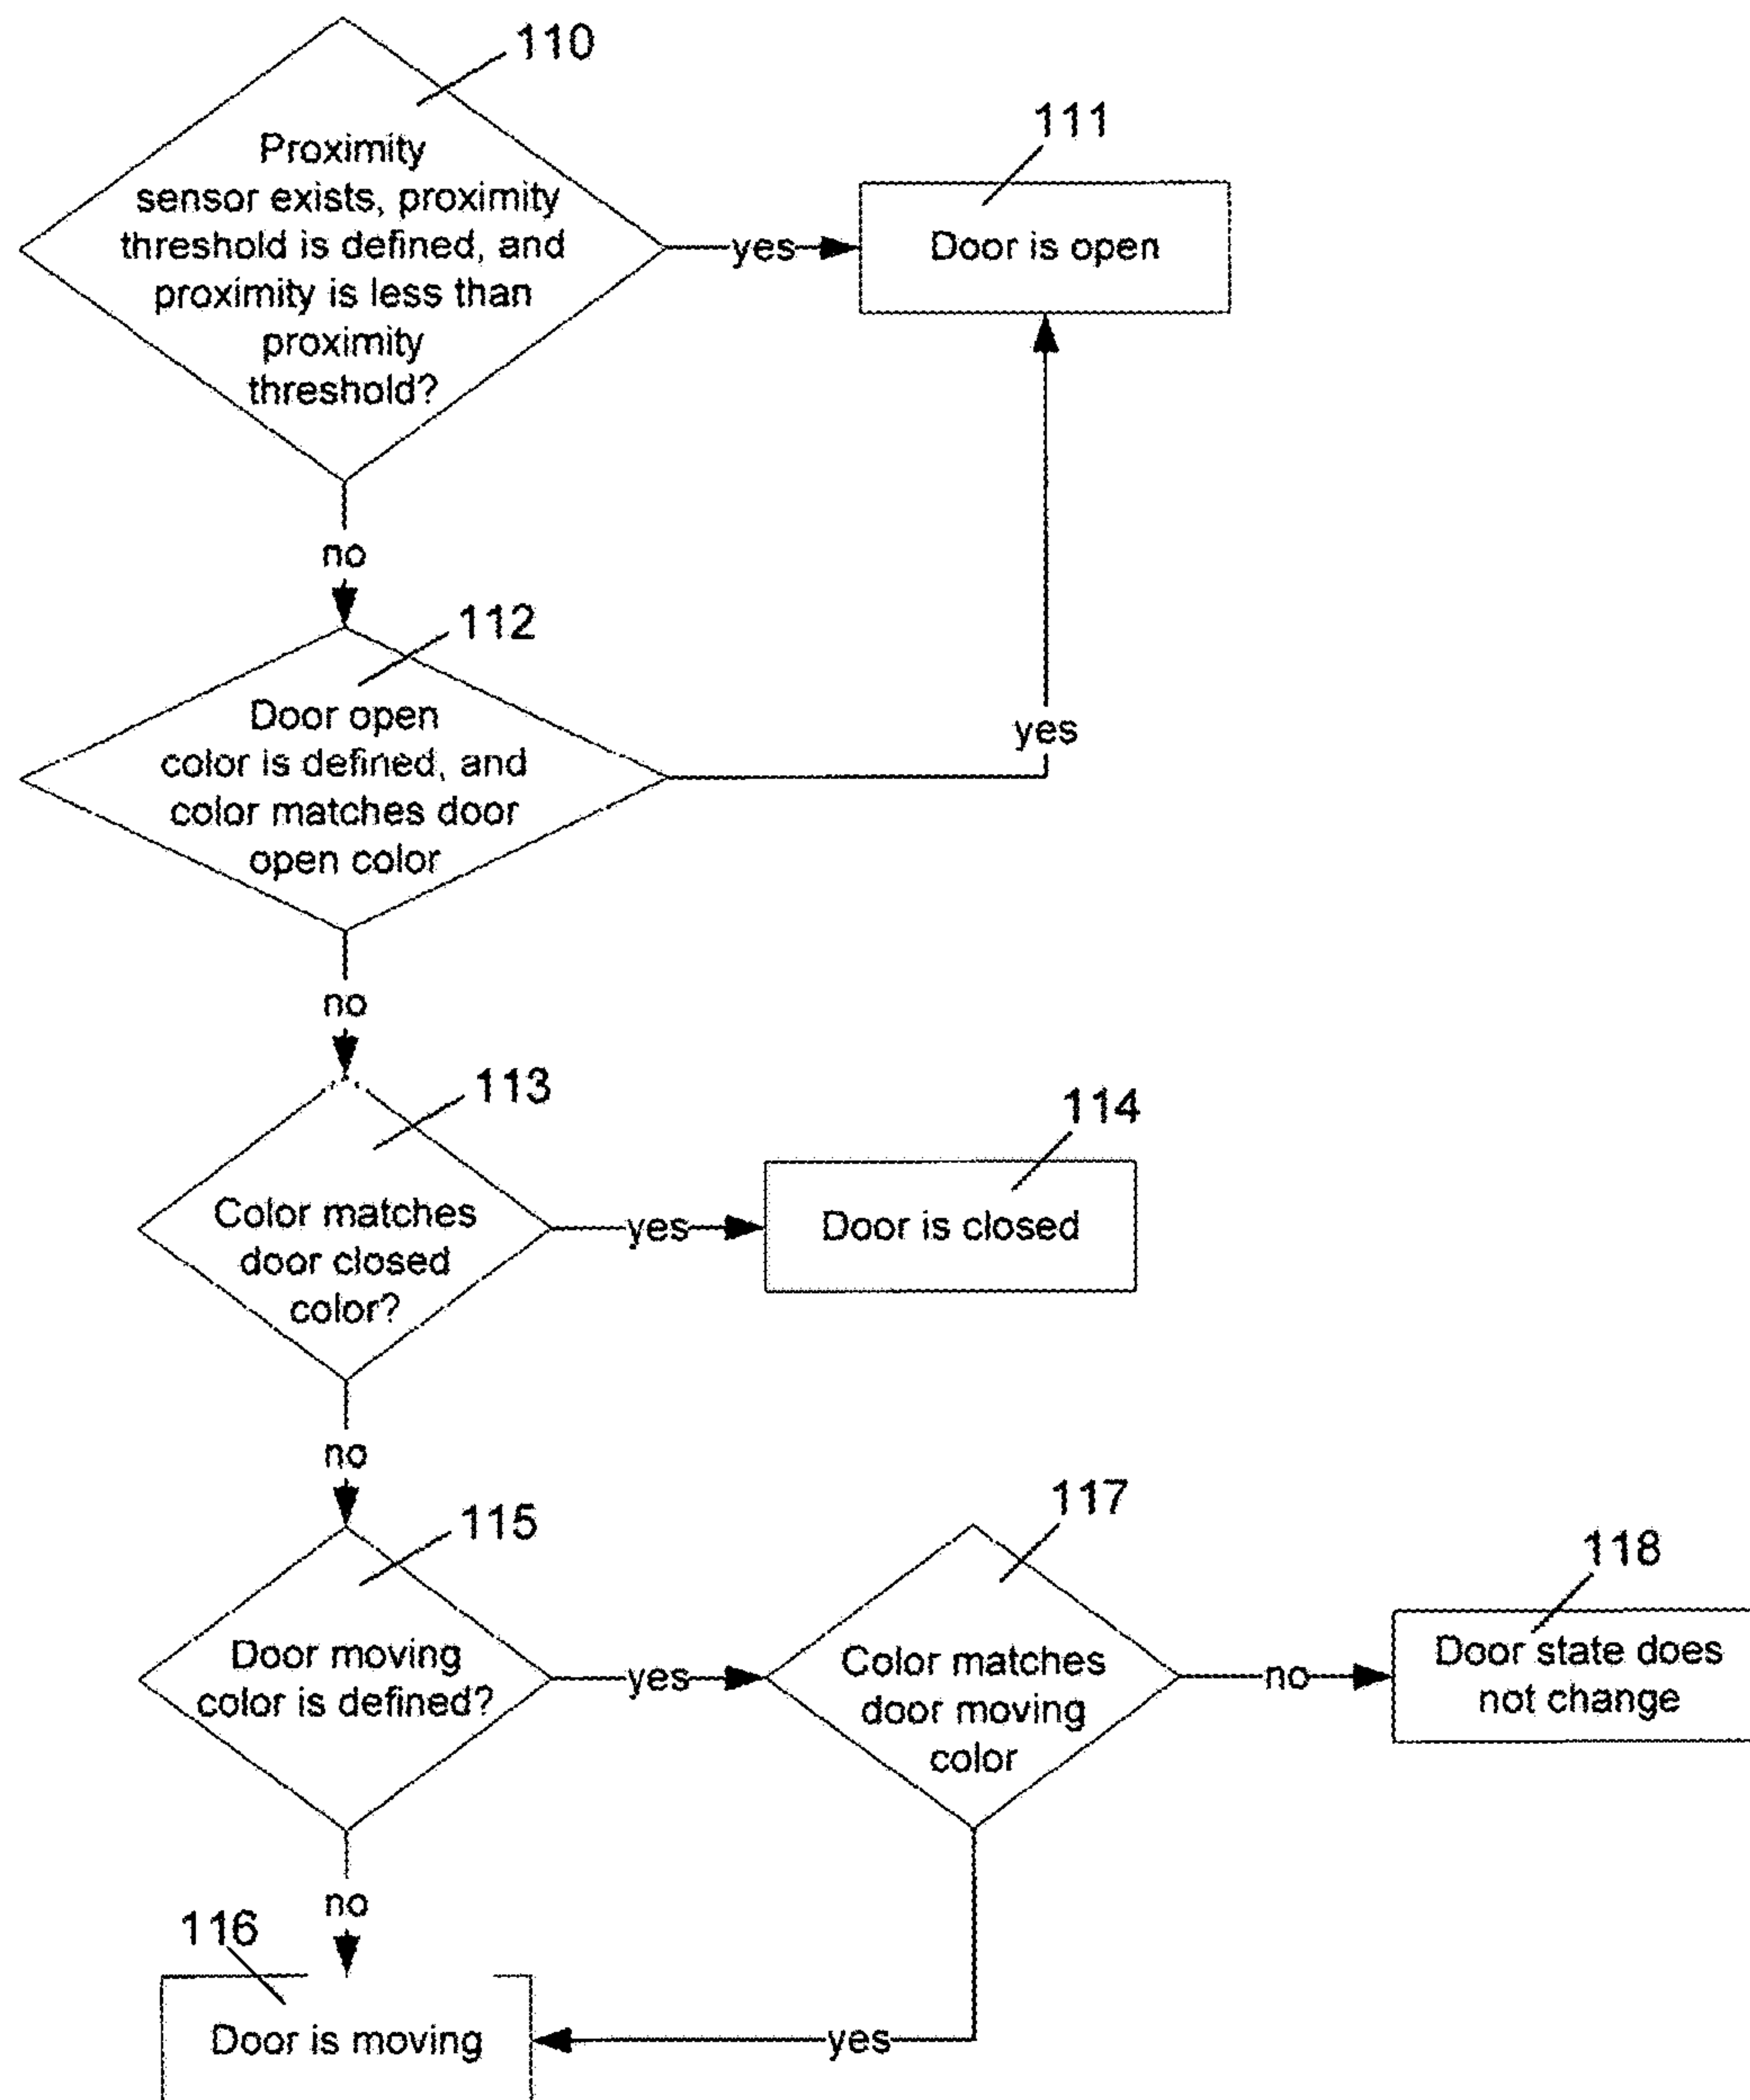 110
Proximity
sensor exists, proximity
threshold is defined, and
proximity is less than
proximity
threshold?
yes
111
Door is open
no
112
Door open
color is defined, and
color matches door
open color
yes
no
113
Color matches
door closed
color?
yes
114
Door is closed
no
115
Door moving
color is defined?
yes
117
Color matches
door moving
color
no
118
Door state does
not change
no
116
Door is moving
yes